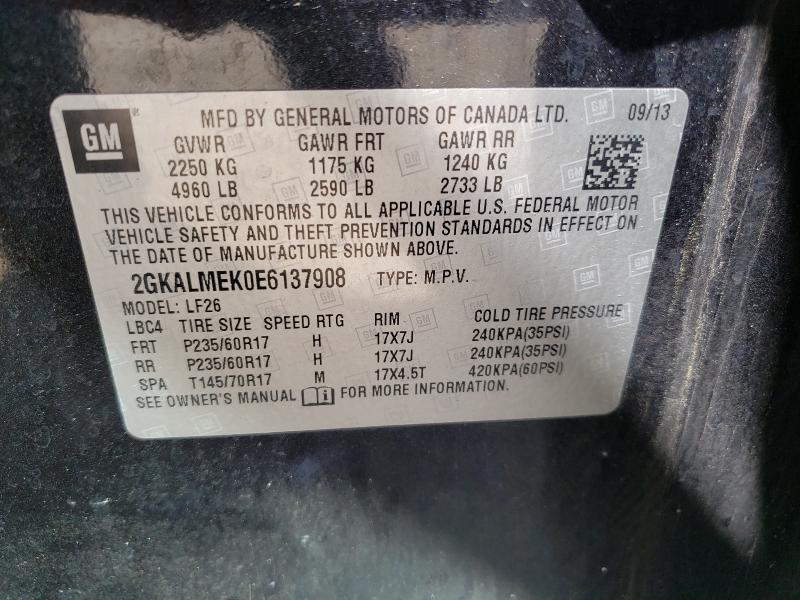 GM
MFD BY GENERAL MOTORS OF CANADA LTD. 09/13
GVWR GAWR FRT GAWR RR
2250 KG 1175 KG 1240 KG
4960 LB 2590 LB 2733 LB
THIS VEHICLE CONFORMS TO ALL APPLICABLE U.S. FEDERAL MOTOR
VEHICLE SAFETY AND THEFT PREVENTION STANDARDS IN EFFECT ON
THE DATE OF MANUFACTURE SHOWN ABOVE.
2GKALMEK0E6137908 TYPE: M.P.V.
MODEL: LF26
LBC4 TIRE SIZE SPEED RTG RIM COLD TIRE PRESSURE
FRT P235/60R17 H 17X7J 240KPA(35PSI)
RR P235/60R17 H 17X7J 240KPA(35PSI)
SPA T145/70R17 M 17X4.5T 420KPA(60PSI)
SEE OWNER'S MANUAL i FOR MORE INFORMATION.